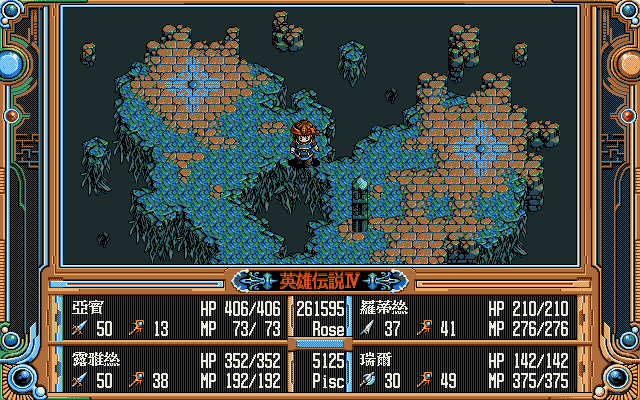 英雄伝説IV
亞賓 HP 406/406 261595 羅蒂絲 HP 210/210
50 13 MP 73/ 73 Rose 37 41 MP 276/276
露雅絲 HP 352/352 5125 瑞爾 HP 142/142
50 38 MP 192/192 Pisc 30 49 MP 375/375